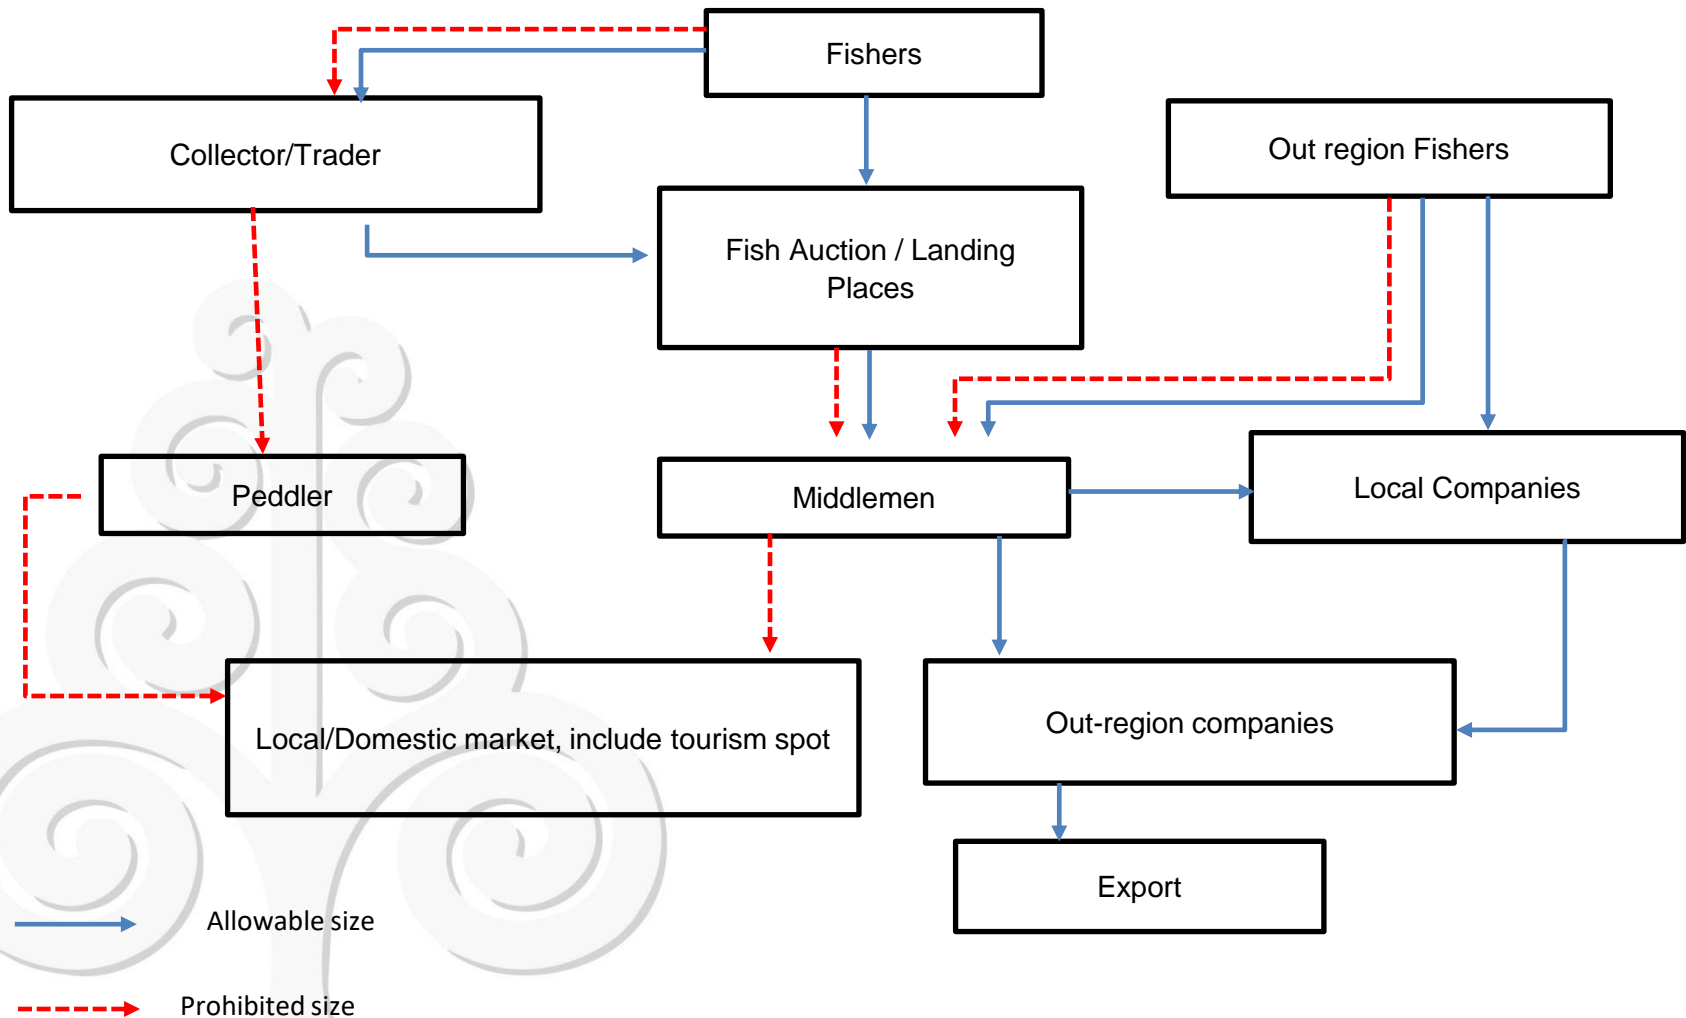 Fishers
Collector/Trader
Out region Fishers
Fish Auction / Landing
Places
Peddler
Middlemen
Local Companies
Local/Domestic market, include tourism spot
Out-region companies
Export
Allowable size
Prohibited size